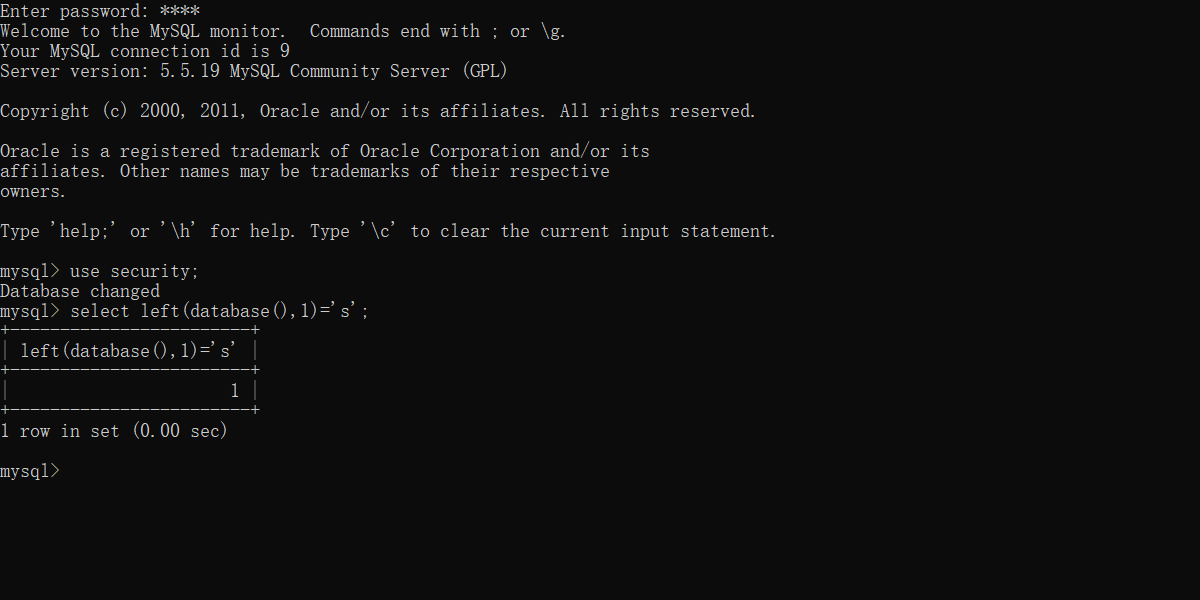 Enter password: ****
Welcome to the MySQL monitor.  Commands end with ; or \g.
Your MySQL connection id is 9
Server version: 5.5.19 MySQL Community Server (GPL)
Copyright (c) 2000, 2011, Oracle and/or its affiliates. All rights reserved.
Oracle is a registered trademark of Oracle Corporation and/or its
affiliates. Other names may be trademarks of their respective
owners.
Type 'help;' or '\h' for help. Type '\c' to clear the current input statement.
mysql> use security;
Database changed
mysql> select left(database(),1)='s';
+------------------------+
| left(database(),1)='s' |
+------------------------+
|                      1 |
+------------------------+
1 row in set (0.00 sec)
mysql>